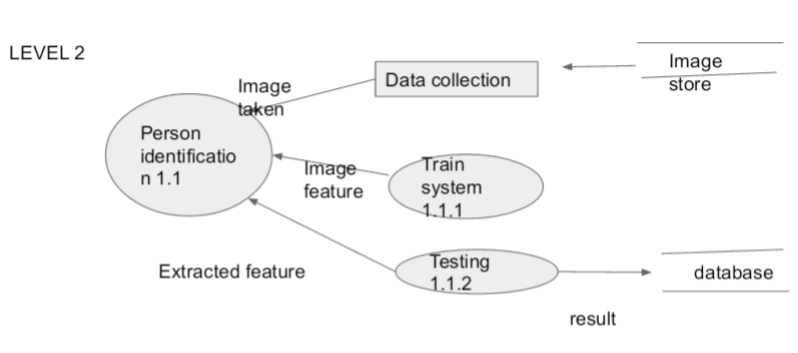 LEVEL 2
Image
taken
Data collection
Image
store
Person
identificatio
n 1.1
Image
feature
Train
system
1.1.1
Extracted feature
Testing
1.1.2
database
result